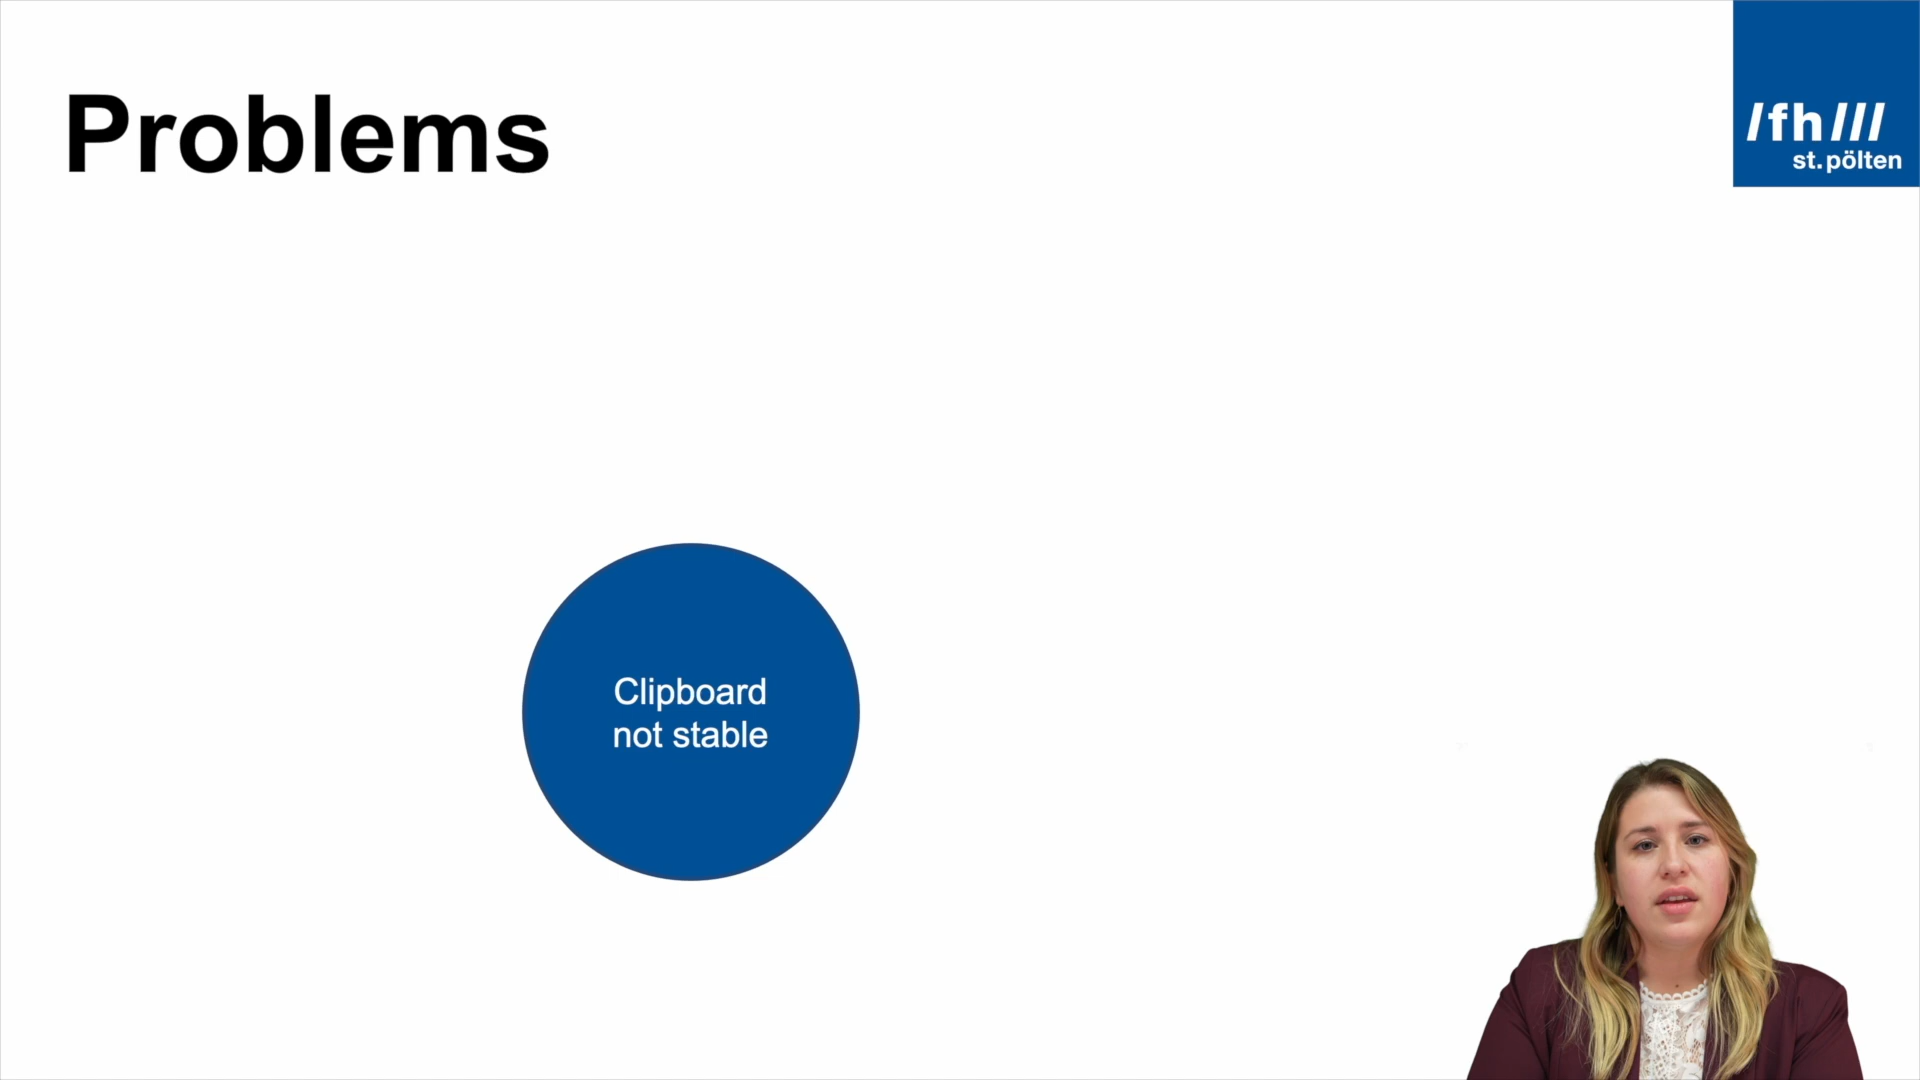 Problems
/fh///
st.pölten
Clipboard
not stable